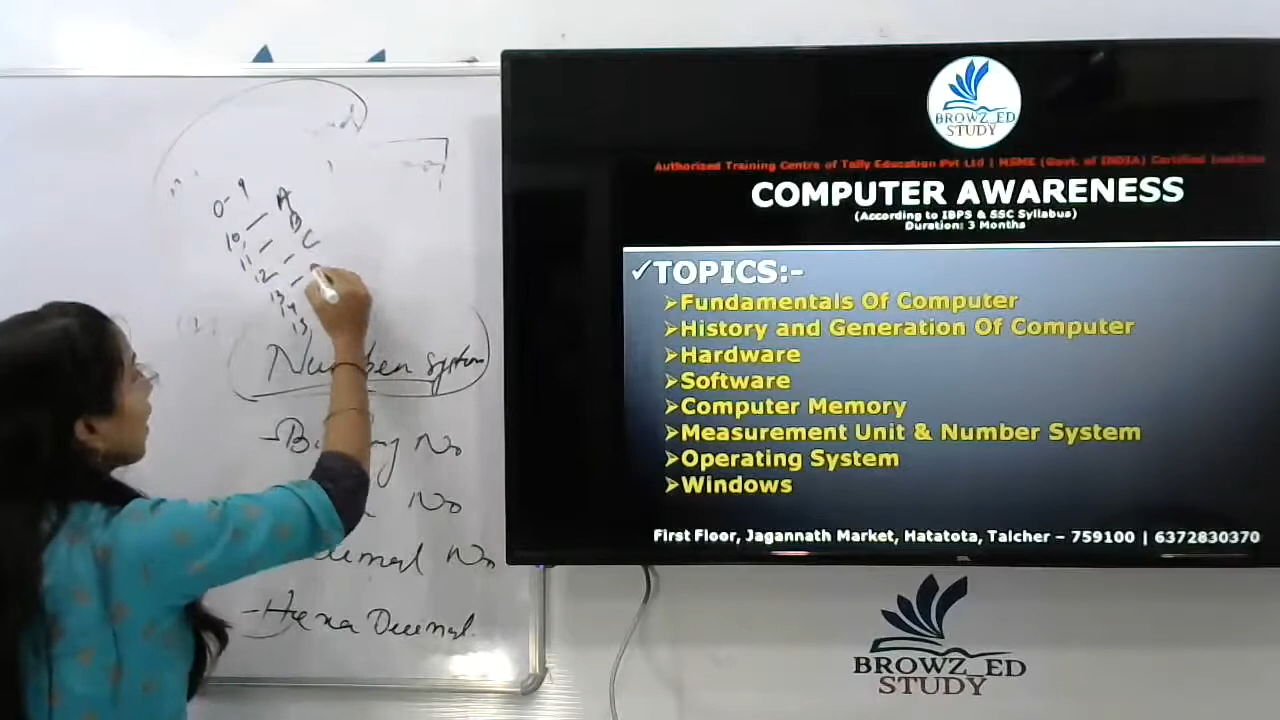 0-9
10 - A
11 - B
12 - C
13 -
14
15
Number system
- No
No
No
- Hexa Decimal.
BROWZ_ED
STUDY
Authorized Training Centre of Tally Education Pvt Ltd | MSME (Govt. of INDIA) Certified Institute
COMPUTER AWARENESS
(According to IBPS & SSC Syllabus)
Duration: 3 Months
✓TOPICS:-
➢Fundamentals Of Computer
➢History and Generation Of Computer
➢Hardware
➢Software
➢Computer Memory
➢Measurement Unit & Number System
➢Operating System
➢Windows
First Floor, Jagannath Market, Hatatota, Talcher – 759100 | 6372830370
BROWZ_ED
STUDY